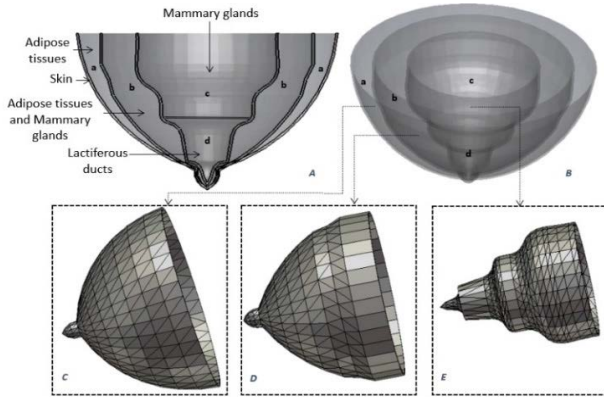 Mammary glands
Adipose
tissues
Skin
Adipose tissues
and Mammary
glands
Lactiferous
ducts
a
b
c
b
a
d
A
a
b
c
d
B
C
D
E